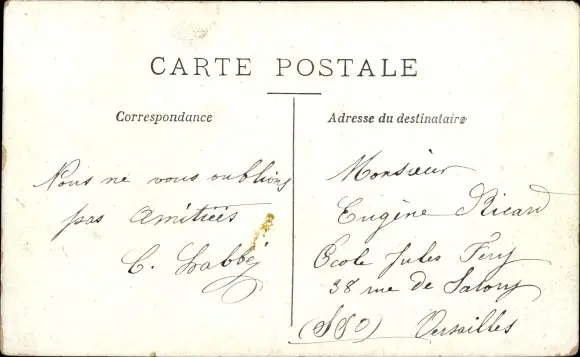 CARTE POSTALE
Correspondance
Nous ne vous oublions
pas Amitiés
C. Labbé
Adresse du destinataire
Monsieur
Eugène Ricard
Ecole Jules Fery
38 rue de Satory
(S&O) Versailles